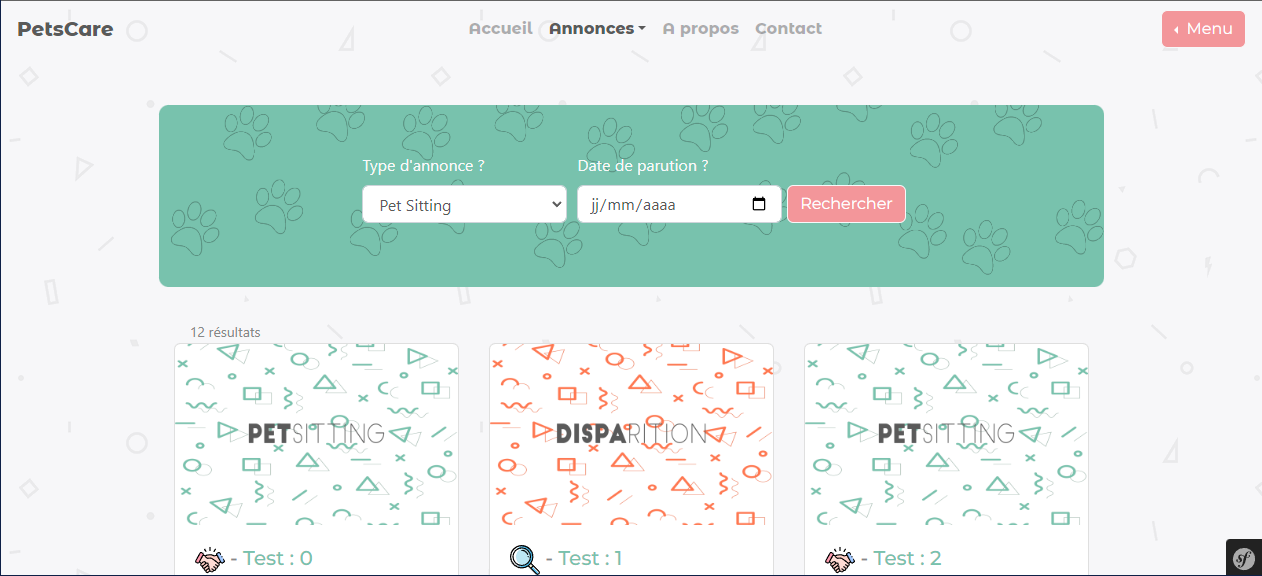 PetsCare
Accueil Annonces A propos Contact
Menu
Type d'annonce ? Date de parution ?
Pet Sitting jj/mm/aaaa Rechercher
12 résultats
PETSITTING DISPARITION PETSITTING
- Test : 0 - Test : 1 - Test : 2
sf